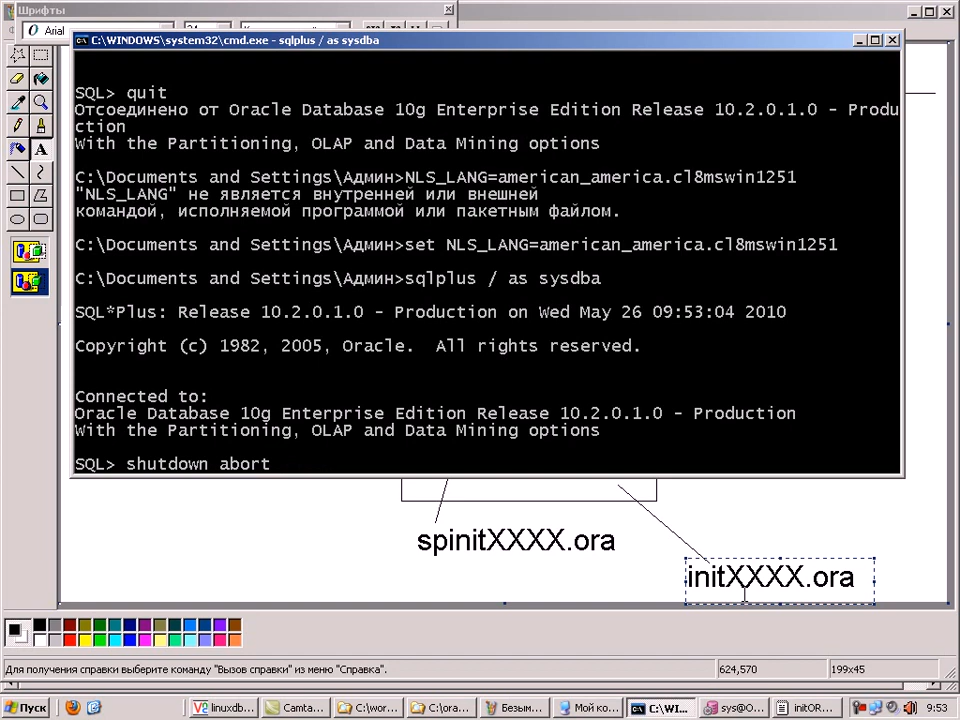 Шрифты
Arial
C:\WINDOWS\system32\cmd.exe - sqlplus / as sysdba
SQL> quit
Отсоединено от Oracle Database 10g Enterprise Edition Release 10.2.0.1.0 - Produ
ction
With the Partitioning, OLAP and Data Mining options
C:\Documents and Settings\Админ>NLS_LANG=american_america.cl8mswin1251
"NLS_LANG" не является внутренней или внешней
командой, исполняемой программой или пакетным файлом.
C:\Documents and Settings\Админ>set NLS_LANG=american_america.cl8mswin1251
C:\Documents and Settings\Админ>sqlplus / as sysdba
SQL*Plus: Release 10.2.0.1.0 - Production on Wed May 26 09:53:04 2010
Copyright (c) 1982, 2005, Oracle.  All rights reserved.
Connected to:
Oracle Database 10g Enterprise Edition Release 10.2.0.1.0 - Production
With the Partitioning, OLAP and Data Mining options
SQL> shutdown abort
spinitXXXX.ora
initXXXX.ora
Для получения справки выберите команду "Вызов справки" из меню "Справка".
624,570
199x45
Пуск
linuxdb...
Camta...
C:\wor...
C:\ora...
Безым...
Мой ко...
C:\WI...
sys@O...
initOR...
9:53